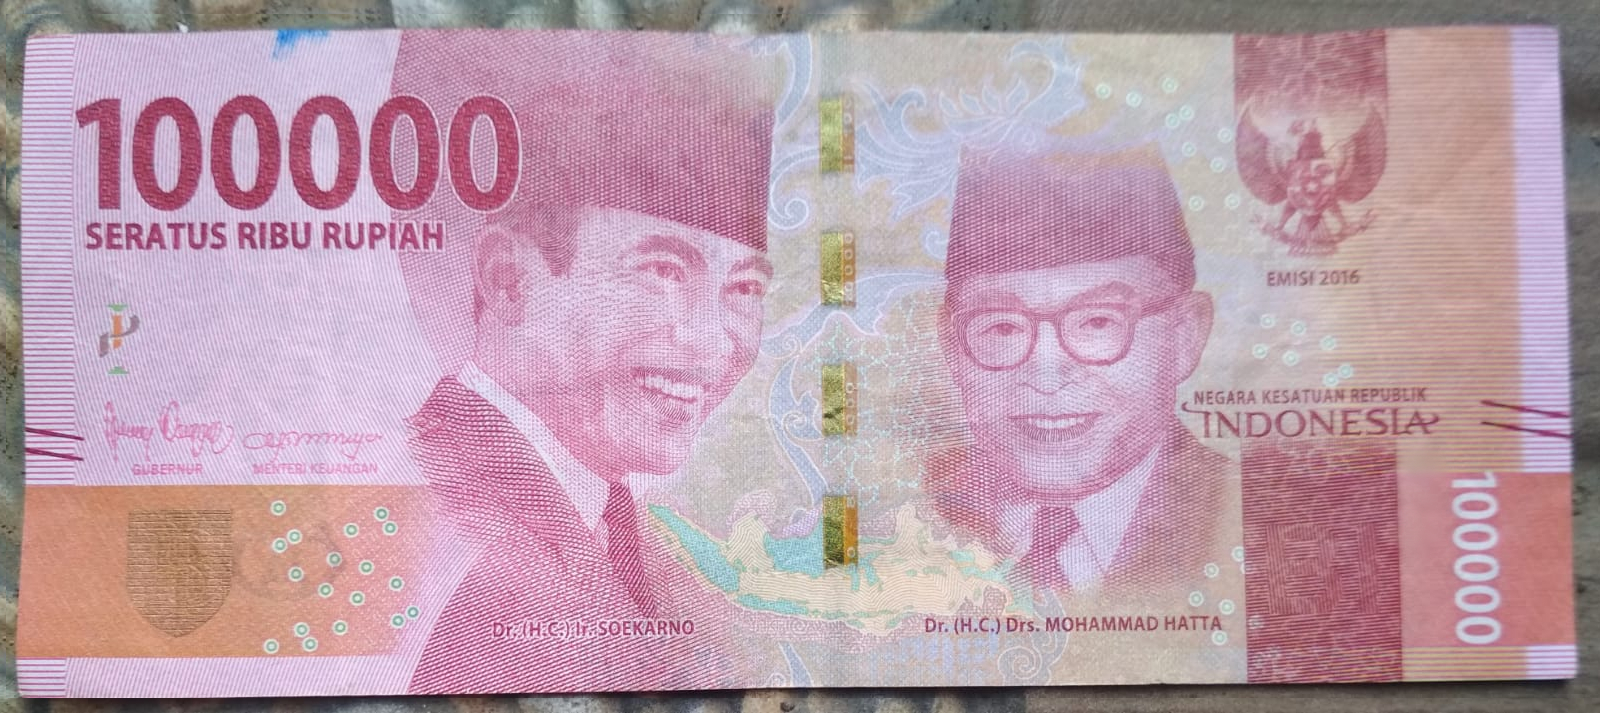 100000
SERATUS RIBU RUPIAH
EMISI 2016
NEGARA KESATUAN REPUBLIK
INDONESIA
GUBERNUR
MENTERI KEUANGAN
Dr. (H.C.) Ir. SOEKARNO
Dr. (H.C.) Drs. MOHAMMAD HATTA
100000